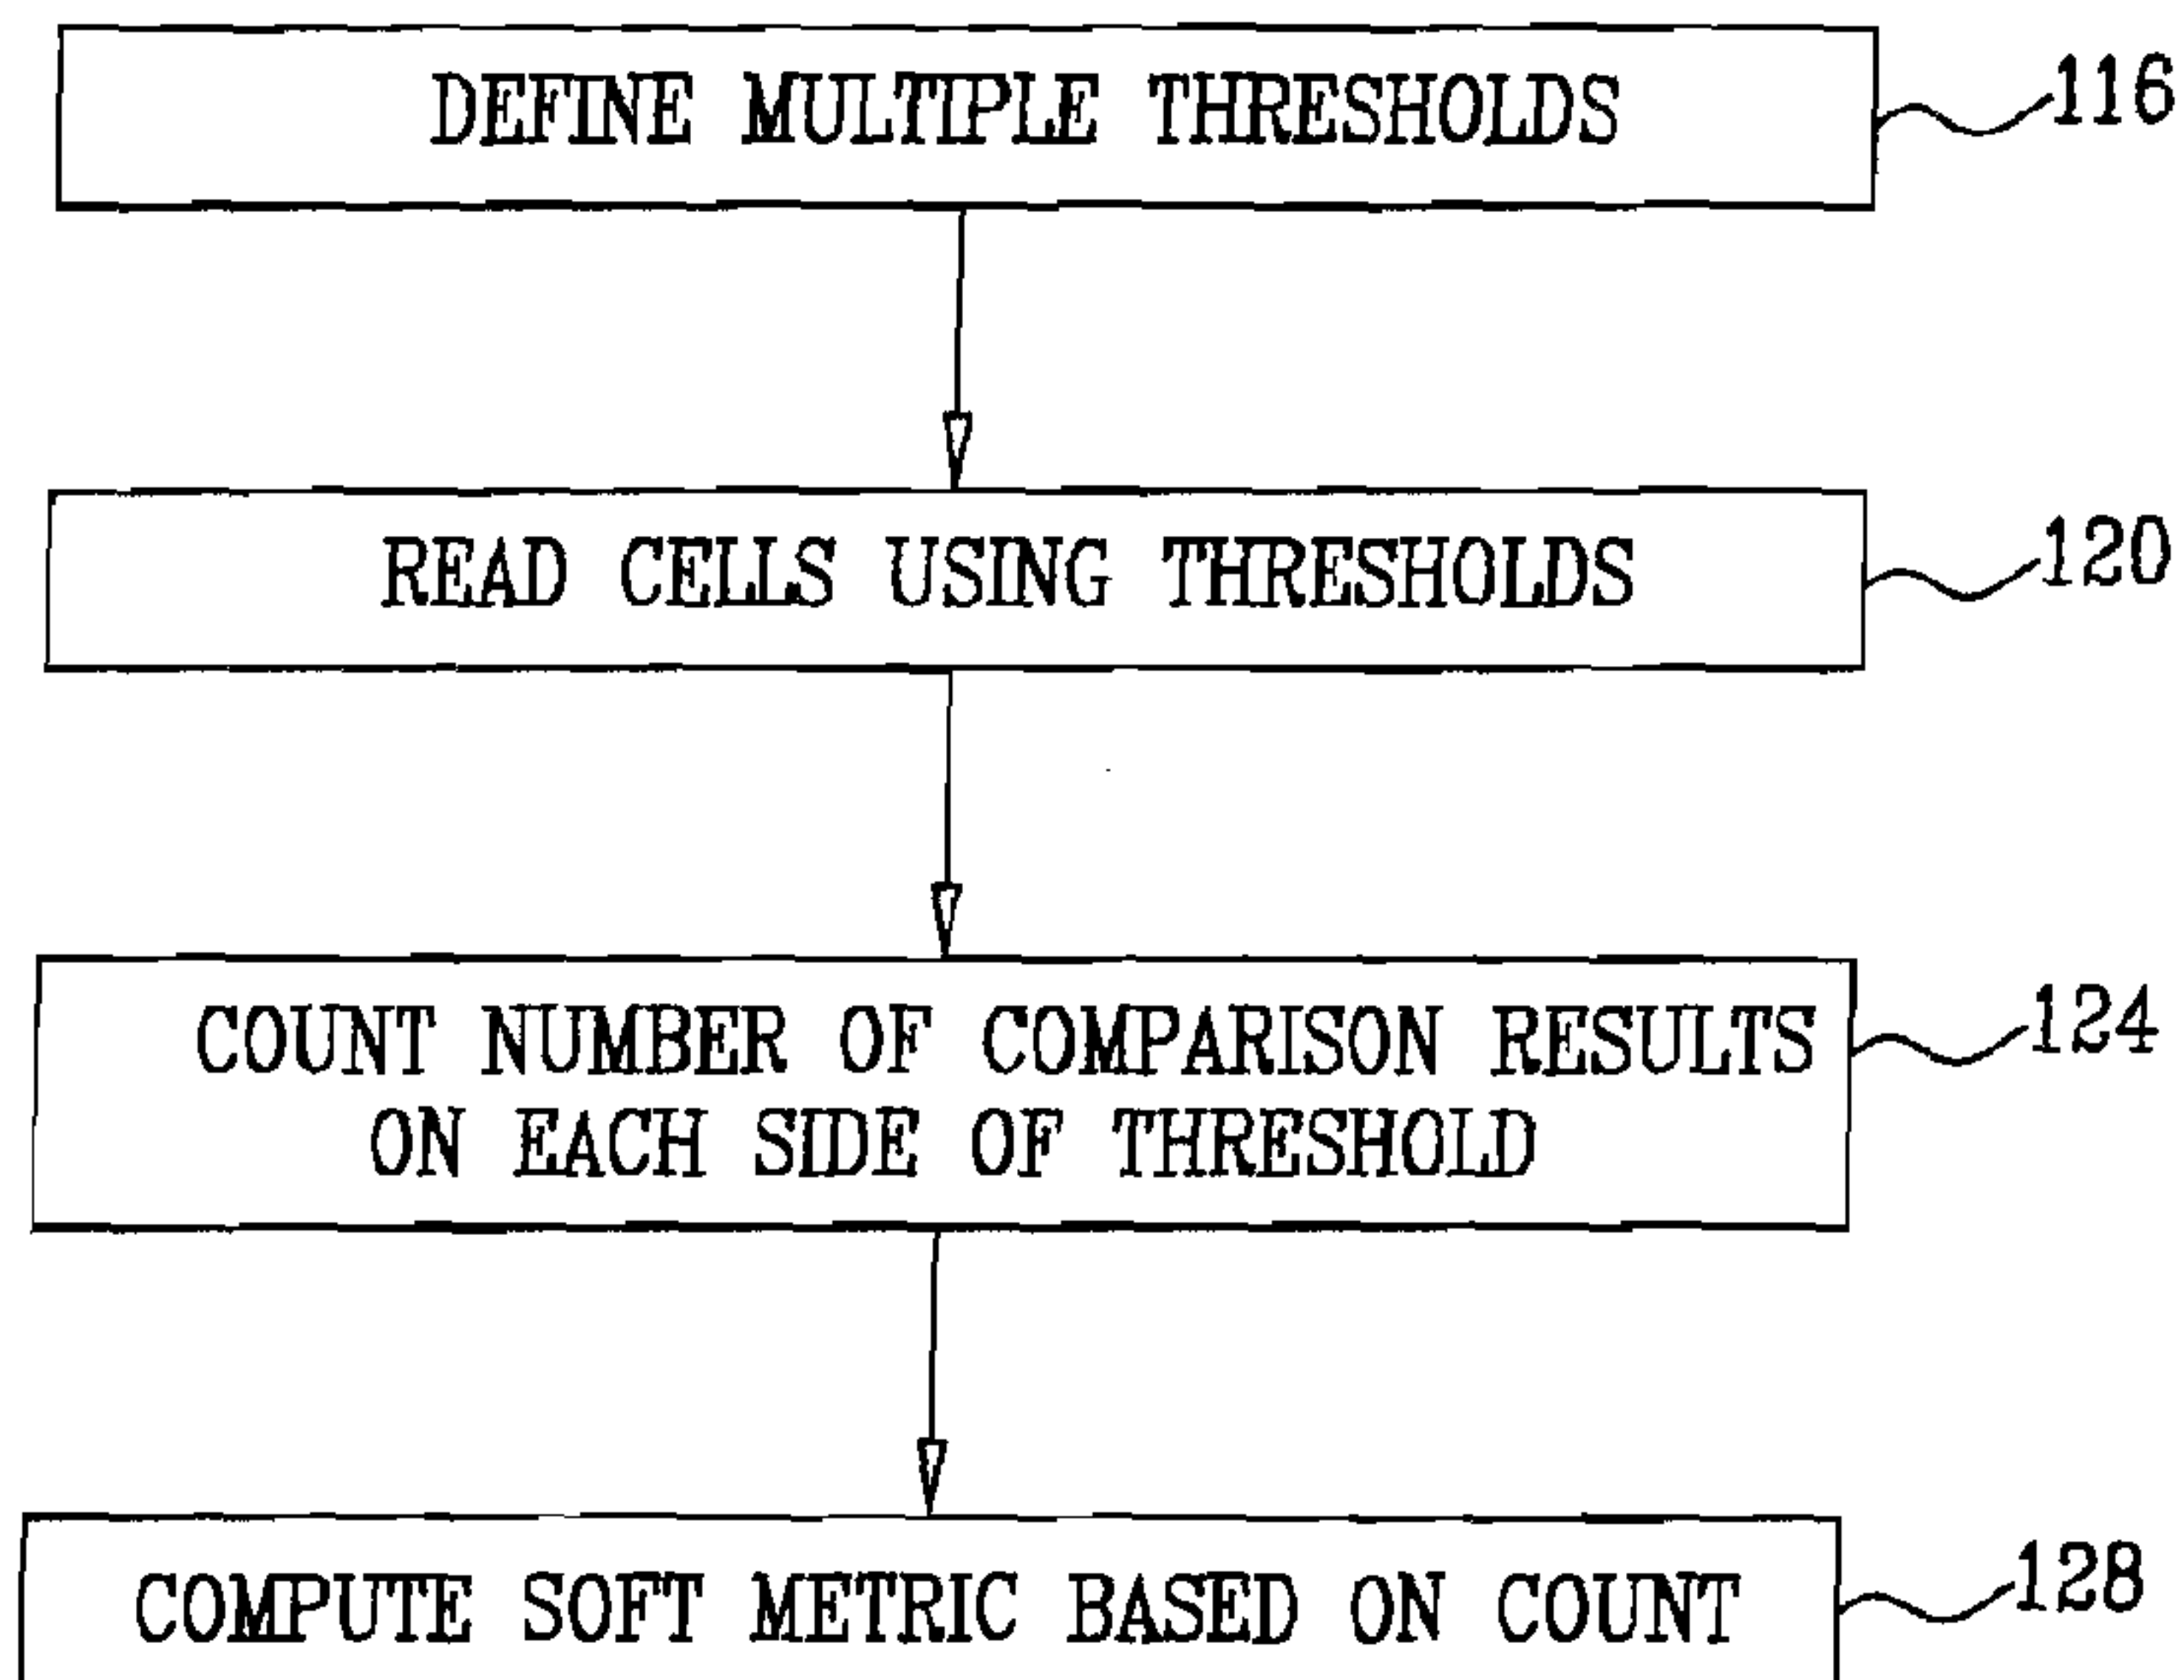 DEFINE MULTIPLE THRESHOLDS
116
READ CELLS USING THRESHOLDS
120
COUNT NUMBER OF COMPARISON RESULTS
ON EACH SIDE OF THRESHOLD
124
COMPUTE SOFT METRIC BASED ON COUNT
128